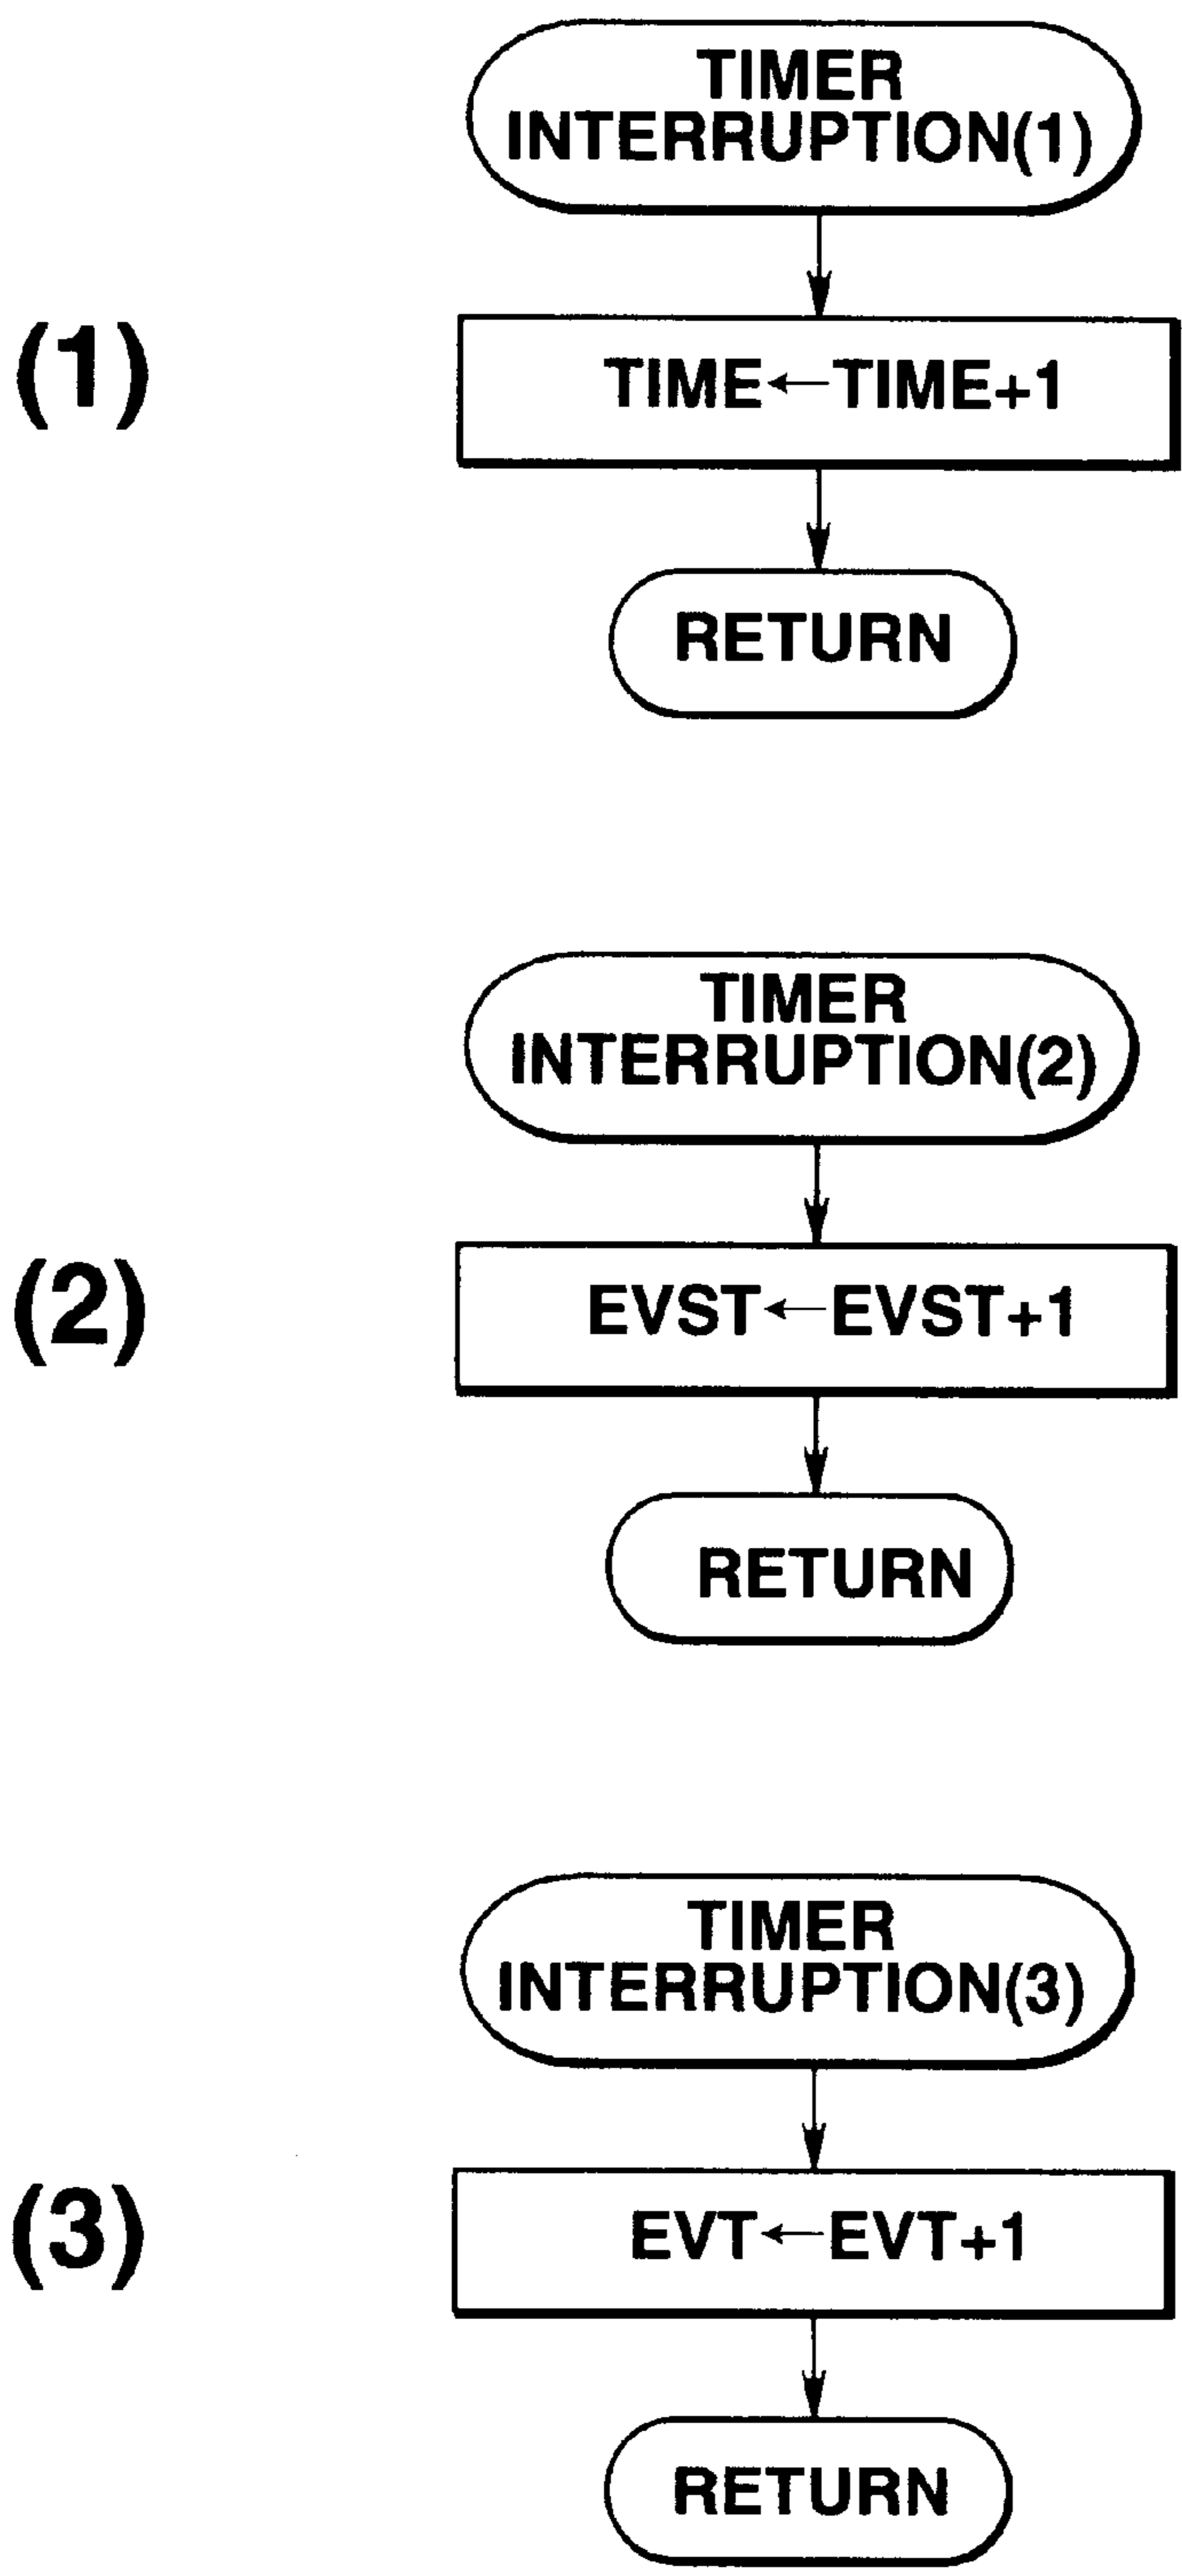 TIMER
INTERRUPTION(1)
(1)
TIME←TIME+1
RETURN
TIMER
INTERRUPTION(2)
(2)
EVST←EVST+1
RETURN
TIMER
INTERRUPTION(3)
(3)
EVT←EVT+1
RETURN